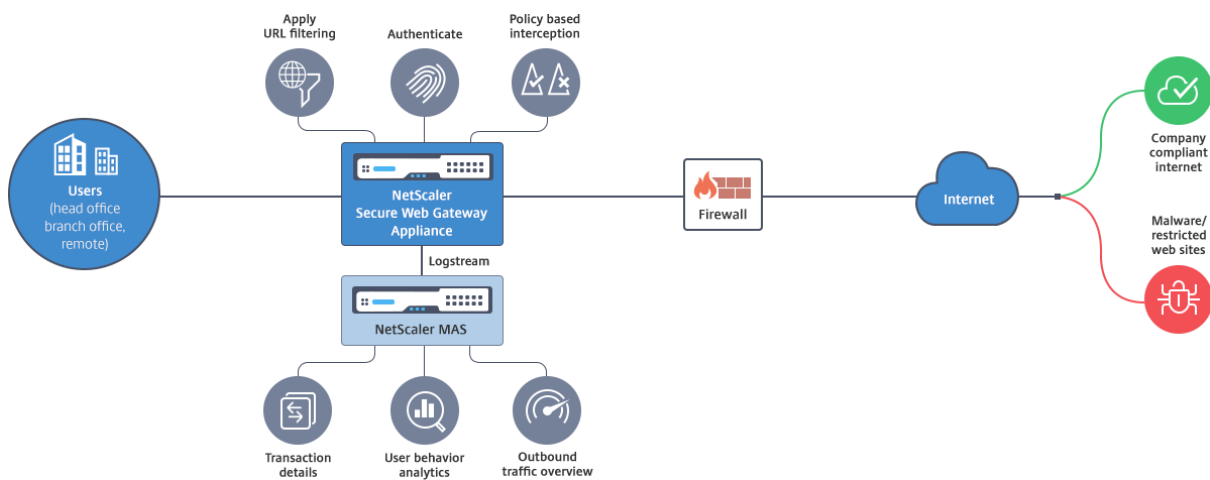 Apply
URL filtering
Authenticate
Policy based
interception
Users
(head office
branch office,
remote)
NetScaler
Secure Web Gateway
Appliance
Firewall
Internet
Company
compliant
internet
Malware/
restricted
web sites
Logstream
NetScaler MAS
Transaction
details
User behavior
analytics
Outbound
traffic overview